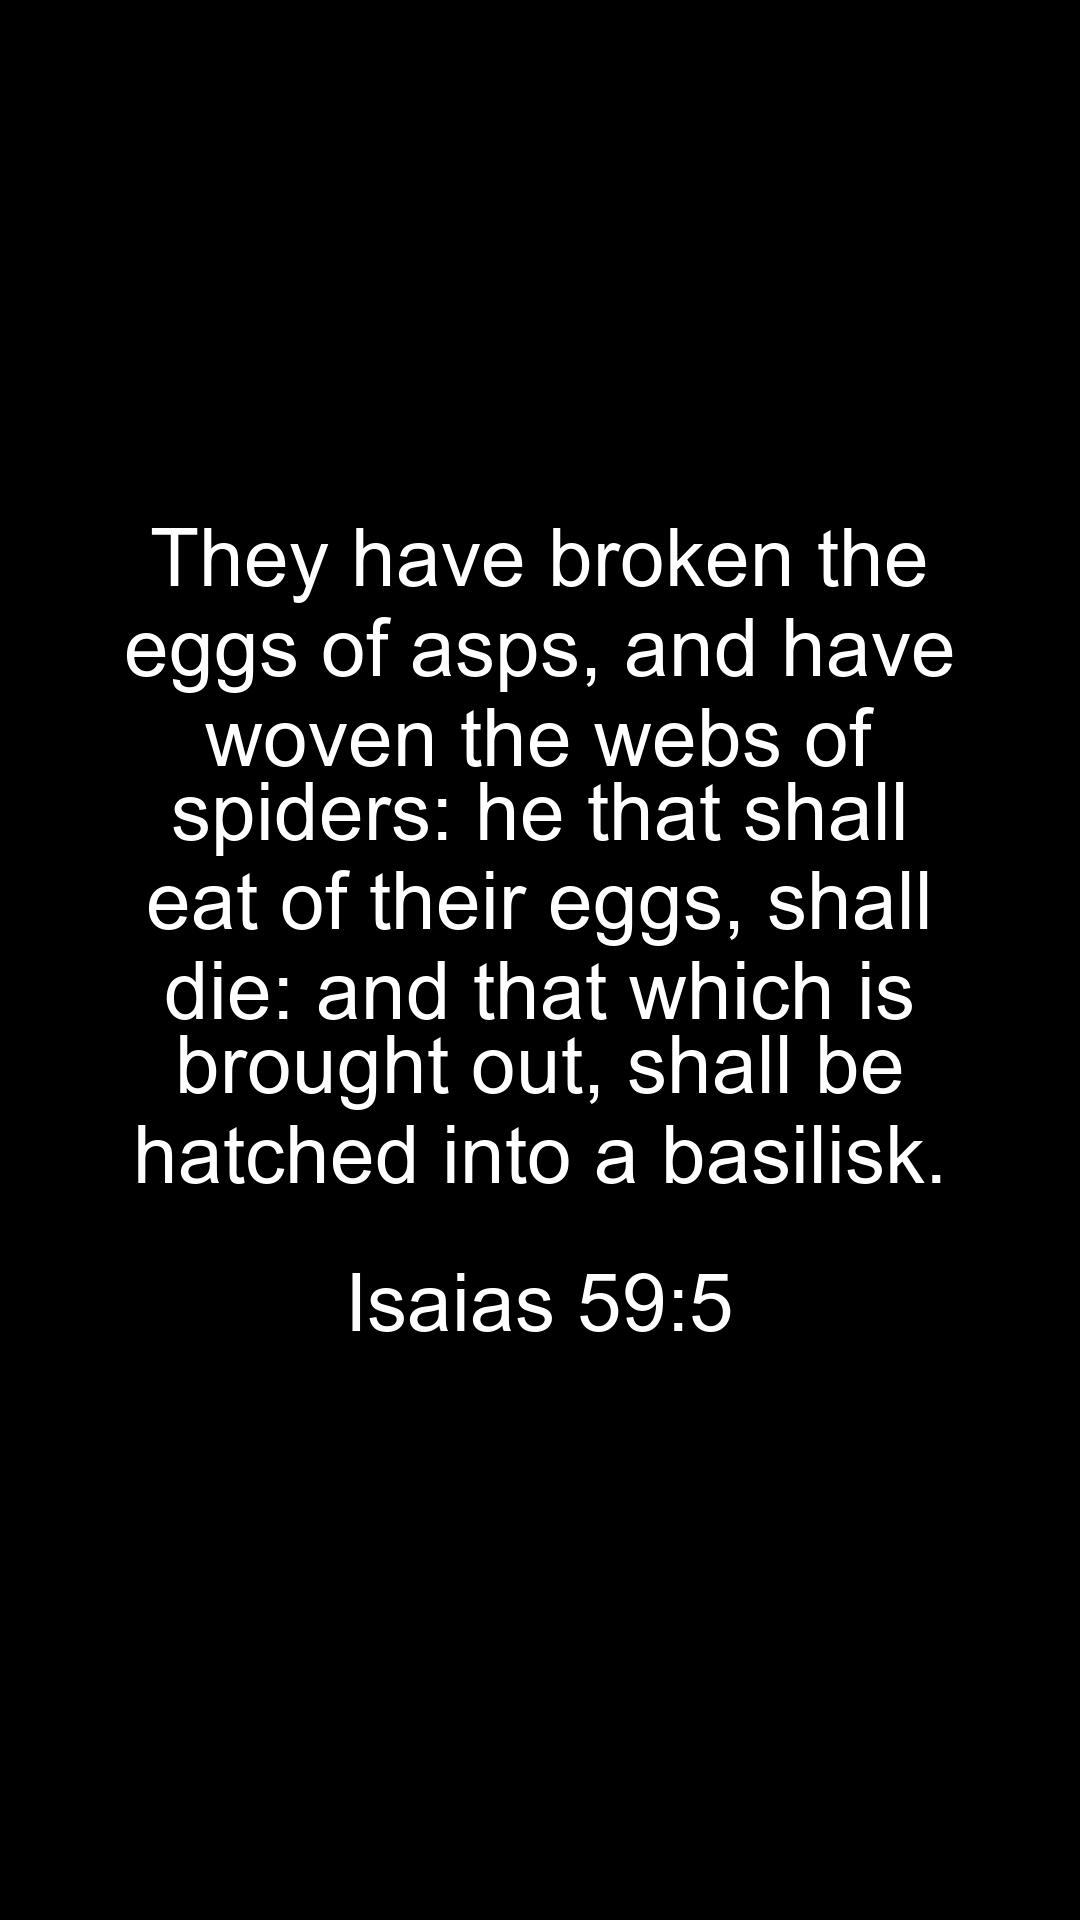 They have broken the
eggs of asps, and have
woven the webs of
spiders: he that shall
eat of their eggs, shall
die: and that which is
brought out, shall be
hatched into a basilisk.
Isaias 59:5